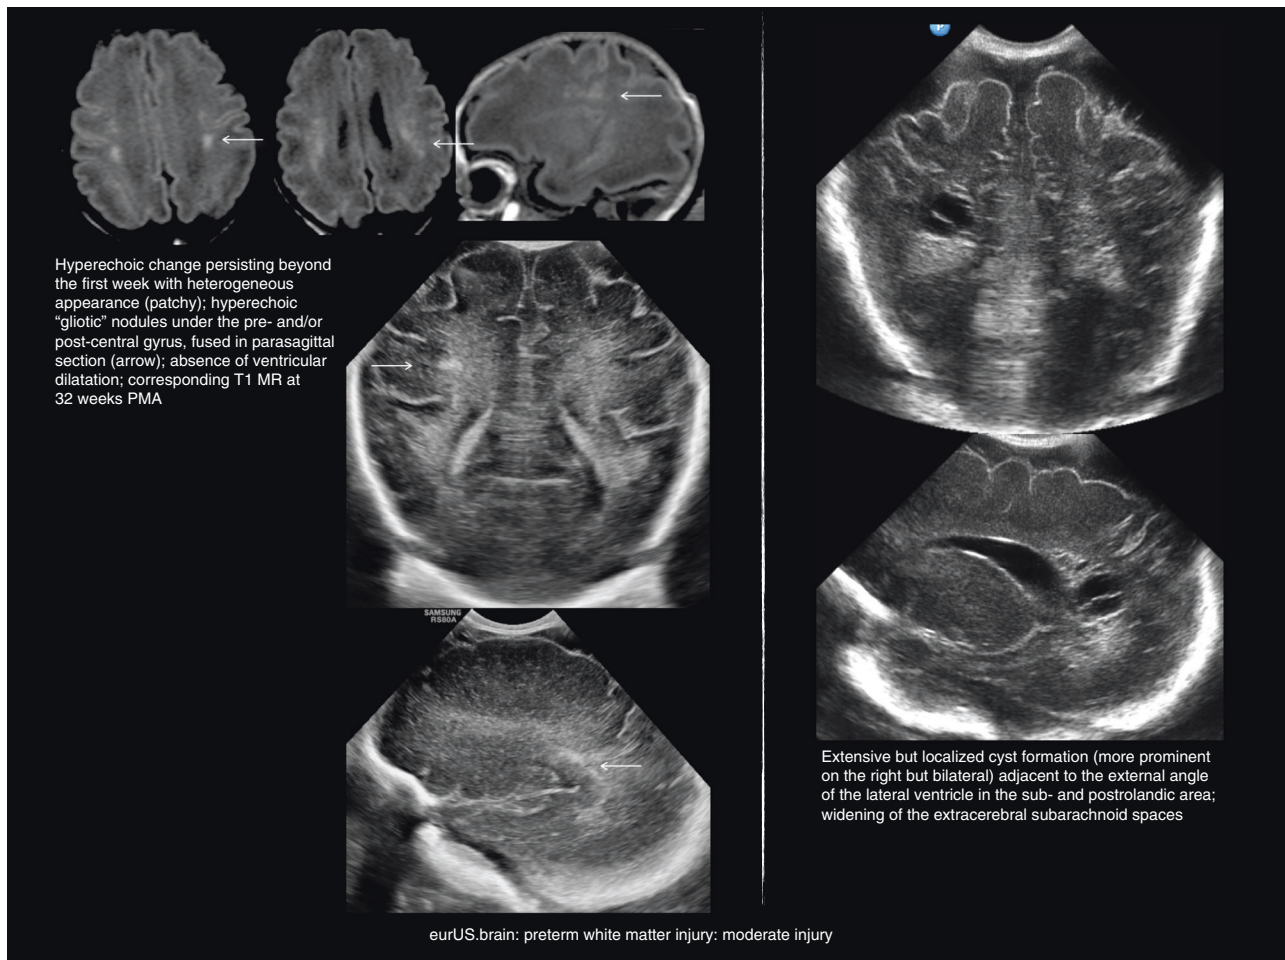 Hyperechoic change persisting beyond
the first week with heterogeneous
appearance (patchy); hyperechoic
“gliotic” nodules under the pre- and/or
post-central gyrus, fused in parasagittal
section (arrow); absence of ventricular
dilatation; corresponding T1 MR at
32 weeks PMA
SAMSUNG
RS80A
Extensive but localized cyst formation (more prominent
on the right but bilateral) adjacent to the external angle
of the lateral ventricle in the sub- and postrolandic area;
widening of the extracerebral subarachnoid spaces
eurUS.brain: preterm white matter injury: moderate injury